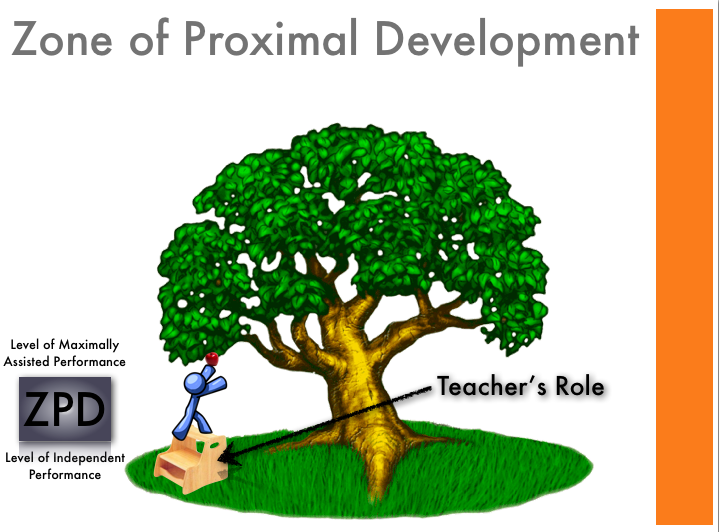 Zone of Proximal Development
Level of Maximally
Assisted Performance
ZPD
Level of Independent
Performance
Teacher's Role